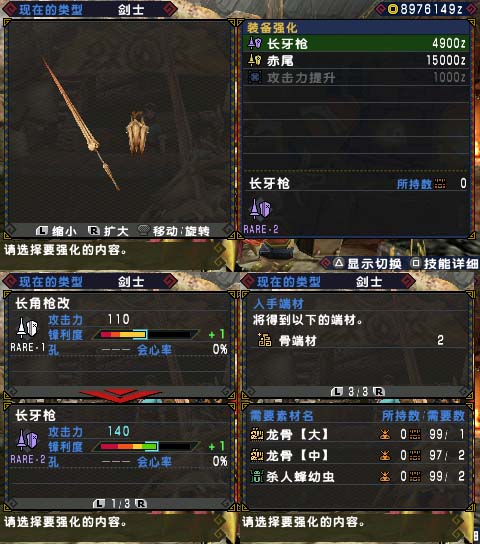 现在的类型 剑士
8976149z
装备强化
长牙枪 4900z
赤尾 15000z
攻击力提升 1000z
长牙枪 所持数 0
RARE-2
L 缩小 R 扩大 移动/旋转
请选择要强化的内容。
△ 显示切换 □ 技能详细
现在的类型 剑士
长角枪改
攻击力 110
锋利度 +1
RARE-1
孔 --- 会心率 0%
长牙枪
攻击力 140
锋利度 +1
RARE-2
孔 --- 会心率 0%
L 1/3 R
请选择要强化的内容。
现在的类型 剑士
入手端材
将得到以下的端材。
骨端材 2
L 3/3 R
需要素材名 所持数/需要数
龙骨【大】 0 99/ 1
龙骨【中】 0 97/ 2
杀人蜂幼虫 0 99/ 2
请选择要强化的内容。